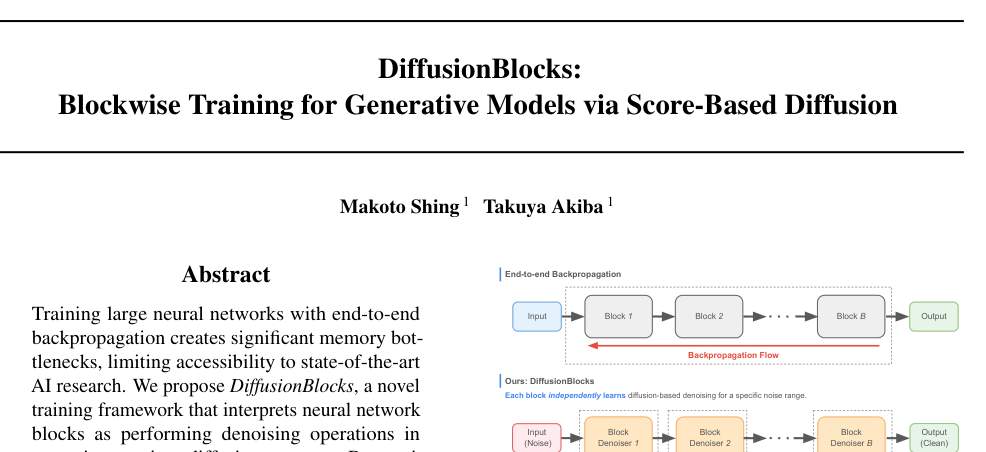 DiffusionBlocks:
Blockwise Training for Generative Models via Score-Based Diffusion
Makoto Shing 1 Takuya Akiba 1
Abstract
Training large neural networks with end-to-end
backpropagation creates significant memory bot-
tlenecks, limiting accessibility to state-of-the-art
AI research. We propose DiffusionBlocks, a novel
training framework that interprets neural network
blocks as performing denoising operations in
End-to-end Backpropagation
Input
Block 1
Block 2
. . .
Block B
Output
Backpropagation Flow
Ours: DiffusionBlocks
Each block independently learns diffusion-based denoising for a specific noise range.
Input
(Noise)
Block
Denoiser 1
Block
Denoiser 2
. . .
Block
Denoiser B
Output
(Clean)